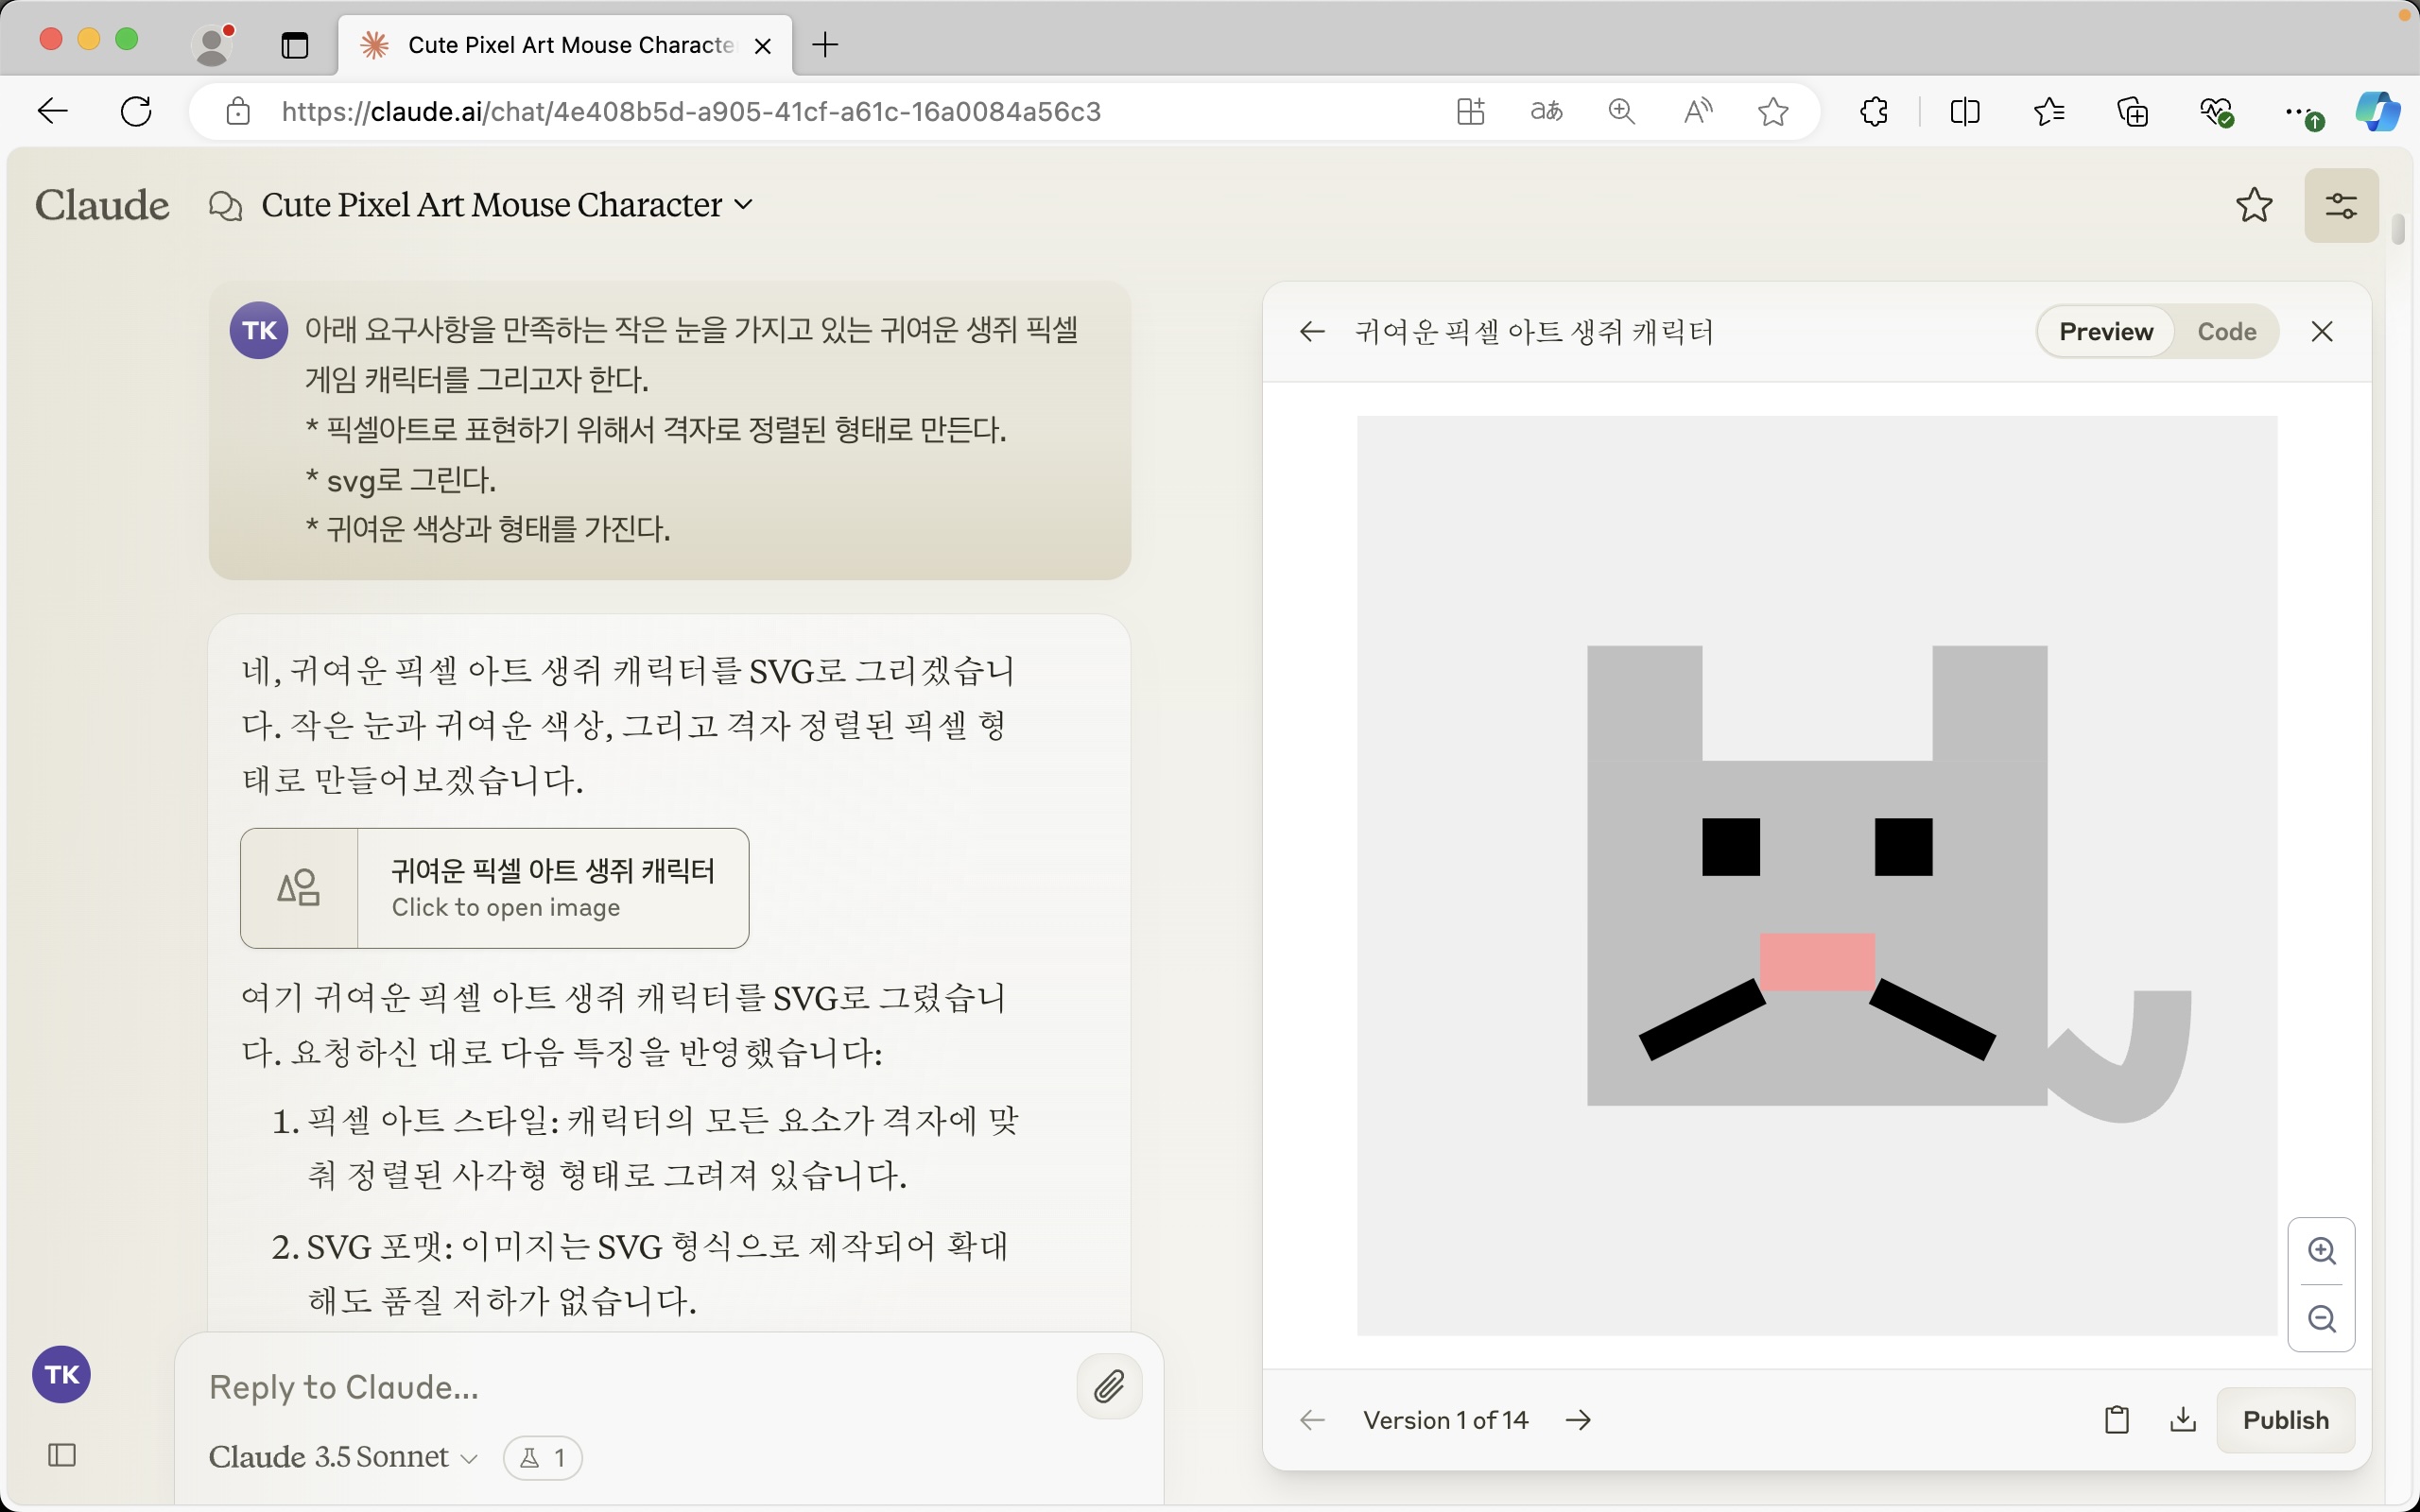 Cute Pixel Art Mouse Characte
https://claude.ai/chat/4e408b5d-a905-41cf-a61c-16a0084a56c3
aあ
Claude
Cute Pixel Art Mouse Character
TK
아래 요구사항을 만족하는 작은 눈을 가지고 있는 귀여운 생쥐 픽셀
게임 캐릭터를 그리고자 한다.
* 픽셀아트로 표현하기 위해서 격자로 정렬된 형태로 만든다.
* svg로 그린다.
* 귀여운 색상과 형태를 가진다.
네, 귀여운 픽셀 아트 생쥐 캐릭터를 SVG로 그리겠습니
다. 작은 눈과 귀여운 색상, 그리고 격자 정렬된 픽셀 형
태로 만들어보겠습니다.
귀여운 픽셀 아트 생쥐 캐릭터
Click to open image
여기 귀여운 픽셀 아트 생쥐 캐릭터를 SVG로 그렸습니
다. 요청하신 대로 다음 특징을 반영했습니다:
1. 픽셀 아트 스타일: 캐릭터의 모든 요소가 격자에 맞
춰 정렬된 사각형 형태로 그려져 있습니다.
2. SVG 포맷: 이미지는 SVG 형식으로 제작되어 확대
해도 품질 저하가 없습니다.
TK
Reply to Claude...
Claude 3.5 Sonnet
1
귀여운 픽셀 아트 생쥐 캐릭터
Preview
Code
Version 1 of 14
Publish